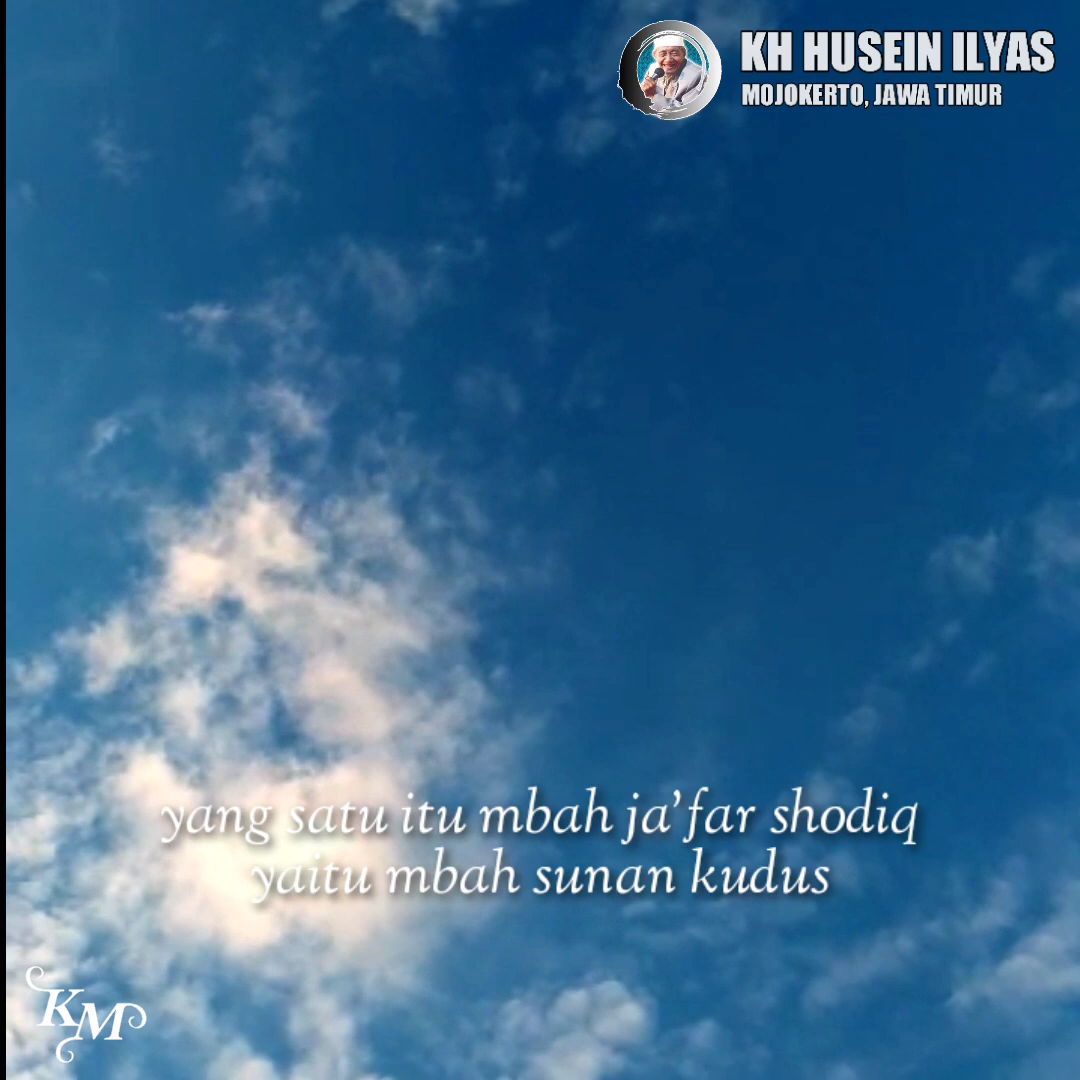 KH HUSEIN ILYAS
MOJOKERTO, JAWA TIMUR
yang satu itu mbah ja'far shodiq
yaitu mbah sunan kudus
KM